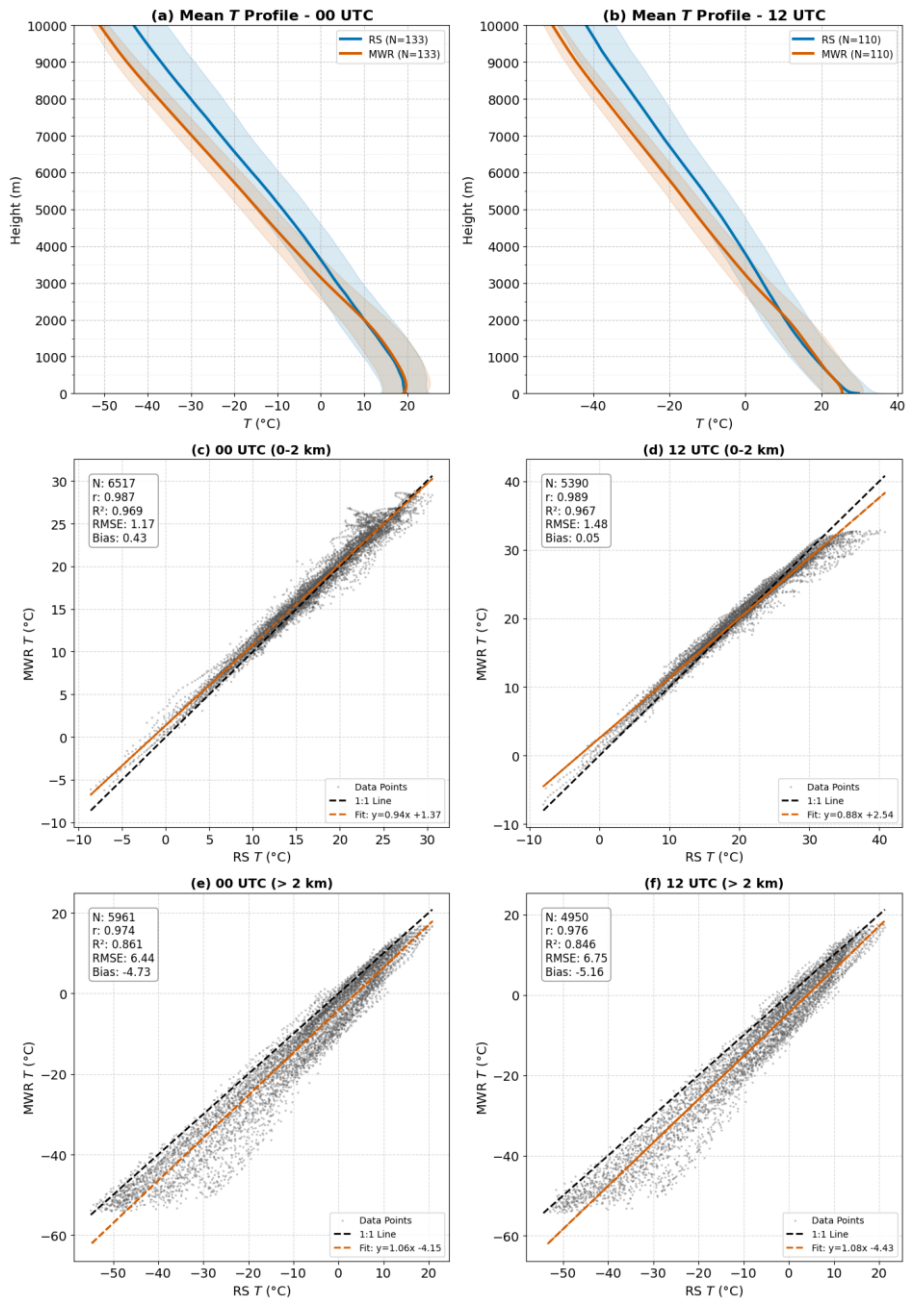 (a) Mean T Profile - 00 UTC
10000
9000
8000
7000
6000
5000
4000
3000
2000
1000
0
Height (m)
−50
−40
−30
−20
−10
0
10
20
T (°C)
RS (N=133)
MWR (N=133)
(b) Mean T Profile - 12 UTC
10000
9000
8000
7000
6000
5000
4000
3000
2000
1000
0
Height (m)
−40
−20
0
20
40
T (°C)
RS (N=110)
MWR (N=110)
(c) 00 UTC (0-2 km)
N: 6517
r: 0.987
R²: 0.969
RMSE: 1.17
Bias: 0.43
30
25
20
15
10
5
0
−5
−10
MWR T (°C)
−10
−5
0
5
10
15
20
25
30
RS T (°C)
Data Points
1:1 Line
Fit: y=0.94x +1.37
(d) 12 UTC (0-2 km)
N: 5390
r: 0.989
R²: 0.967
RMSE: 1.48
Bias: 0.05
40
30
20
10
0
−10
MWR T (°C)
−10
0
10
20
30
40
RS T (°C)
Data Points
1:1 Line
Fit: y=0.88x +2.54
(e) 00 UTC (> 2 km)
N: 5961
r: 0.974
R²: 0.861
RMSE: 6.44
Bias: -4.73
20
0
−20
−40
−60
MWR T (°C)
−50
−40
−30
−20
−10
0
10
20
RS T (°C)
Data Points
1:1 Line
Fit: y=1.06x -4.15
(f) 12 UTC (> 2 km)
N: 4950
r: 0.976
R²: 0.846
RMSE: 6.75
Bias: -5.16
20
0
−20
−40
−60
MWR T (°C)
−50
−40
−30
−20
−10
0
10
20
RS T (°C)
Data Points
1:1 Line
Fit: y=1.08x -4.43